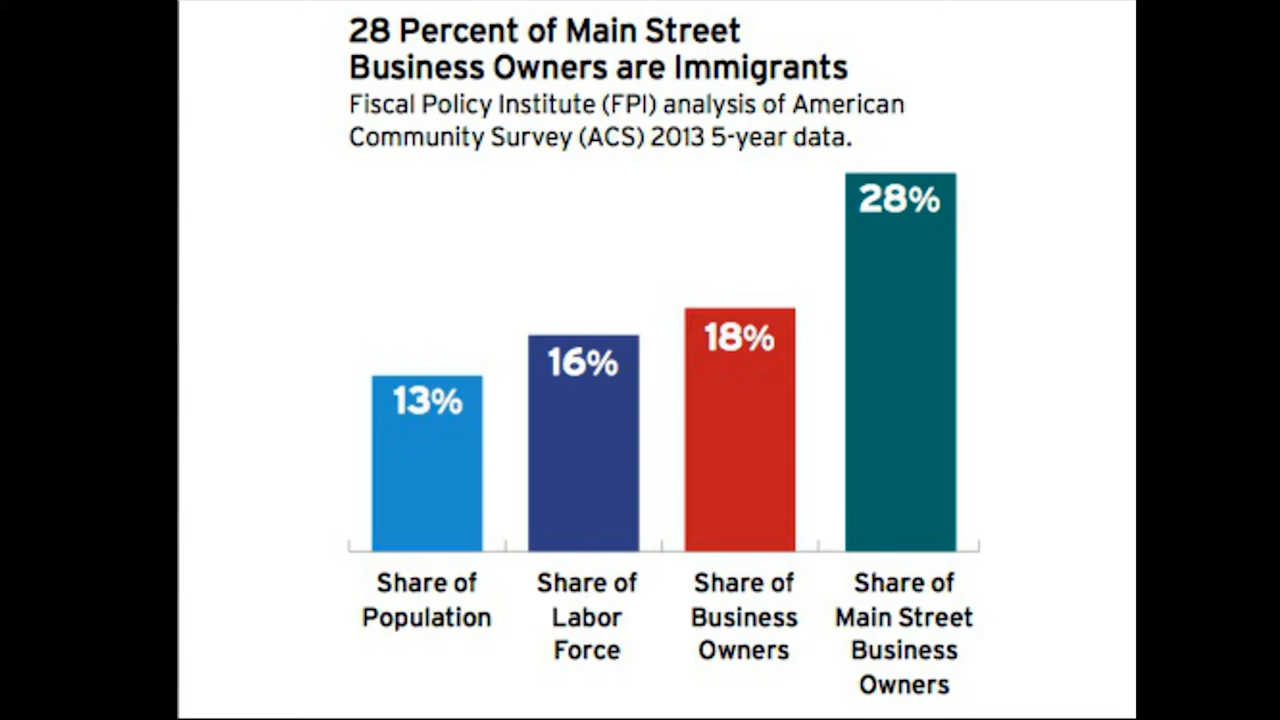 28 Percent of Main Street
Business Owners are Immigrants
Fiscal Policy Institute (FPI) analysis of American
Community Survey (ACS) 2013 5-year data.
13%
16%
18%
28%
Share of
Population
Share of
Labor
Force
Share of
Business
Owners
Share of
Main Street
Business
Owners